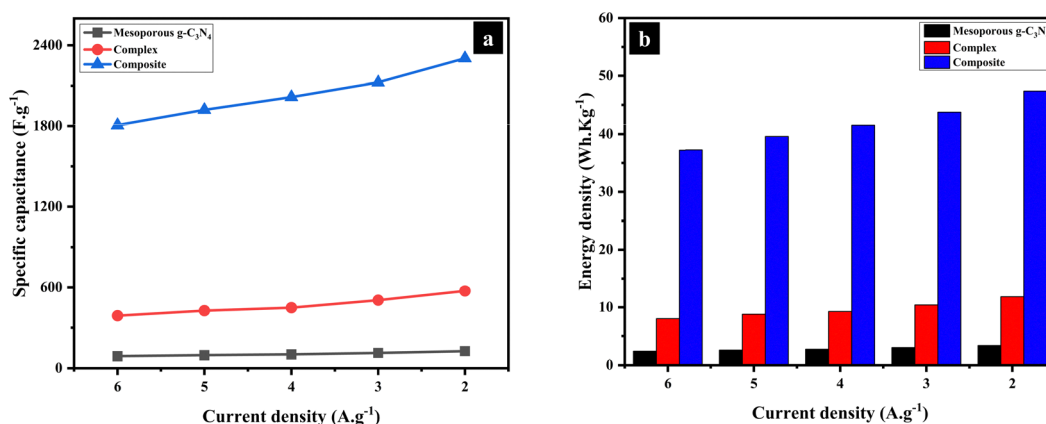 a
Mesoporous g-C₃N₄
Complex
Composite
2400
1800
1200
600
0
Specific capacitance (F.g⁻¹)
6 5 4 3 2
Current density (A.g⁻¹)
b
Mesoporous g-C₃N
Complex
Composite
60
50
40
30
20
10
0
Energy density (Wh.Kg⁻¹)
6 5 4 3 2
Current density (A.g⁻¹)